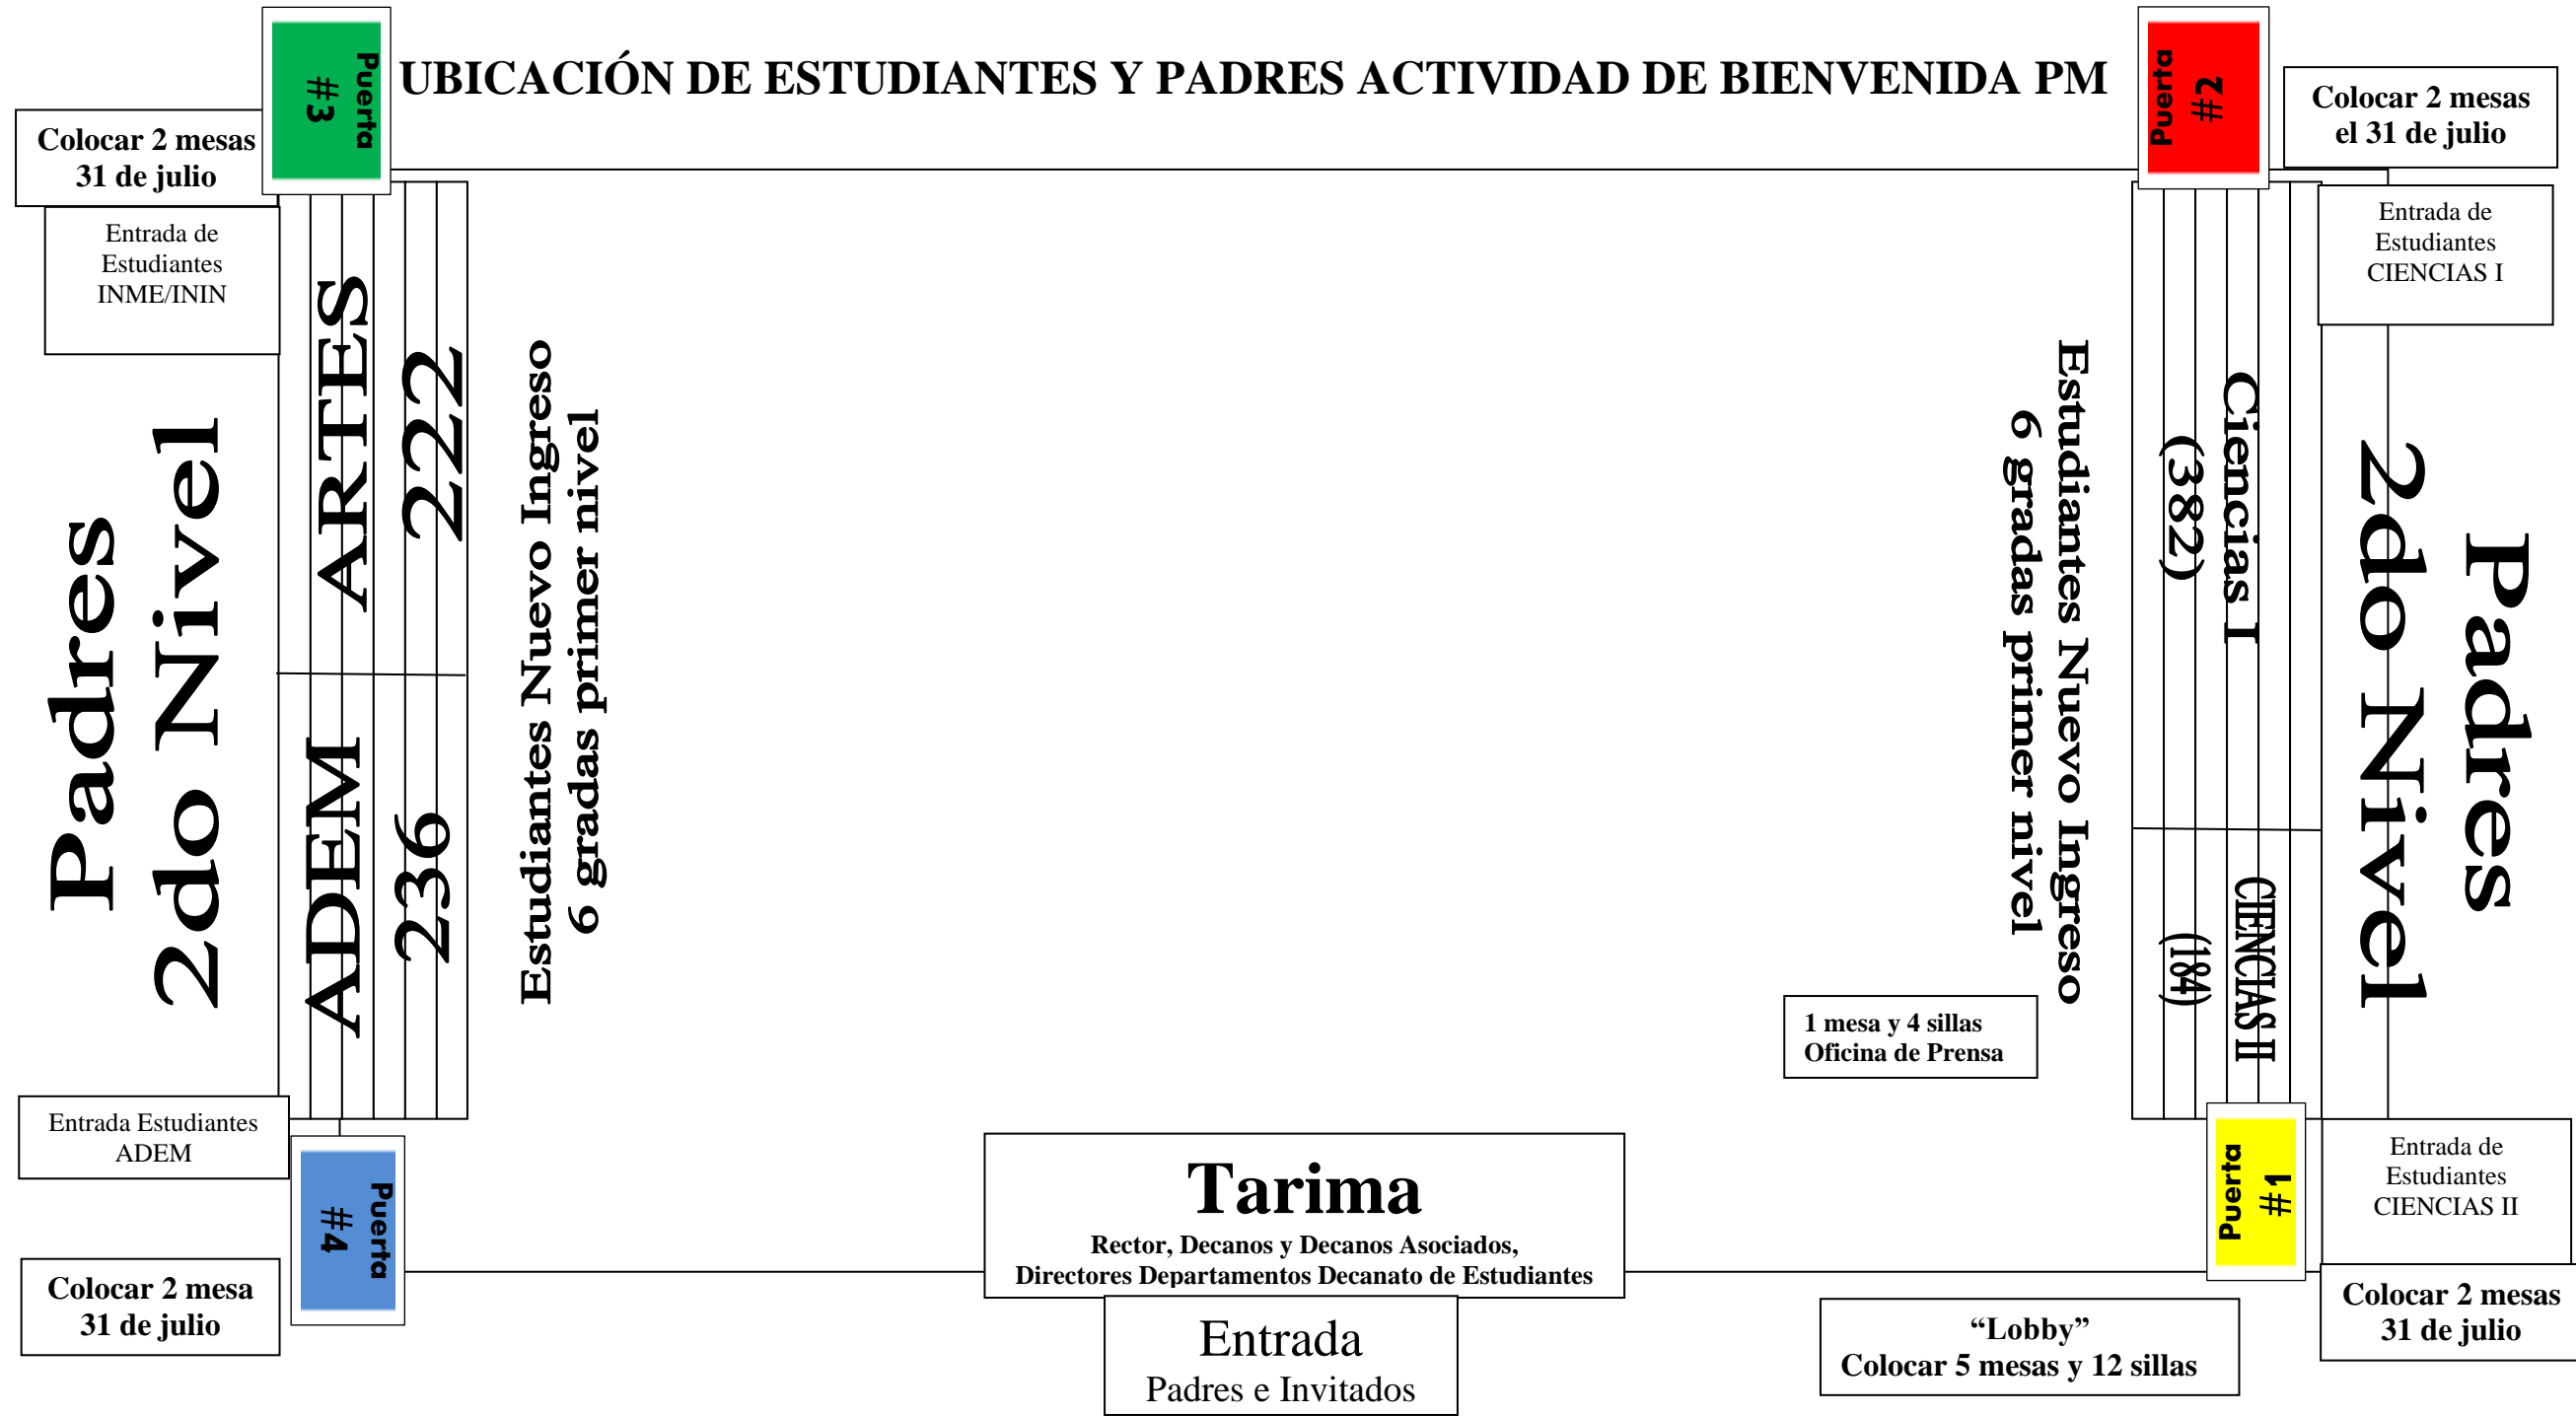 UBICACIÓN DE ESTUDIANTES Y PADRES ACTIVIDAD DE BIENVENIDA PM
Puerta
#3
Puerta
#2
Colocar 2 mesas
31 de julio
Colocar 2 mesas
el 31 de julio
Entrada de
Estudiantes
INME/ININ
Entrada de
Estudiantes
CIENCIAS I
Padres
2do Nivel
ARTES
222
ADEM
236
Estudiantes Nuevo Ingreso
6 gradas primer nivel
Estudiantes Nuevo Ingreso
6 gradas primer nivel
Ciencias I
(382)
CIENCIAS II
(184)
Padres
2do Nivel
1 mesa y 4 sillas
Oficina de Prensa
Entrada Estudiantes
ADEM
Puerta
#4
Colocar 2 mesa
31 de julio
Tarima
Rector, Decanos y Decanos Asociados,
Directores Departamentos Decanato de Estudiantes
Entrada
Padres e Invitados
Puerta
#1
Entrada de
Estudiantes
CIENCIAS II
“Lobby”
Colocar 5 mesas y 12 sillas
Colocar 2 mesas
31 de julio